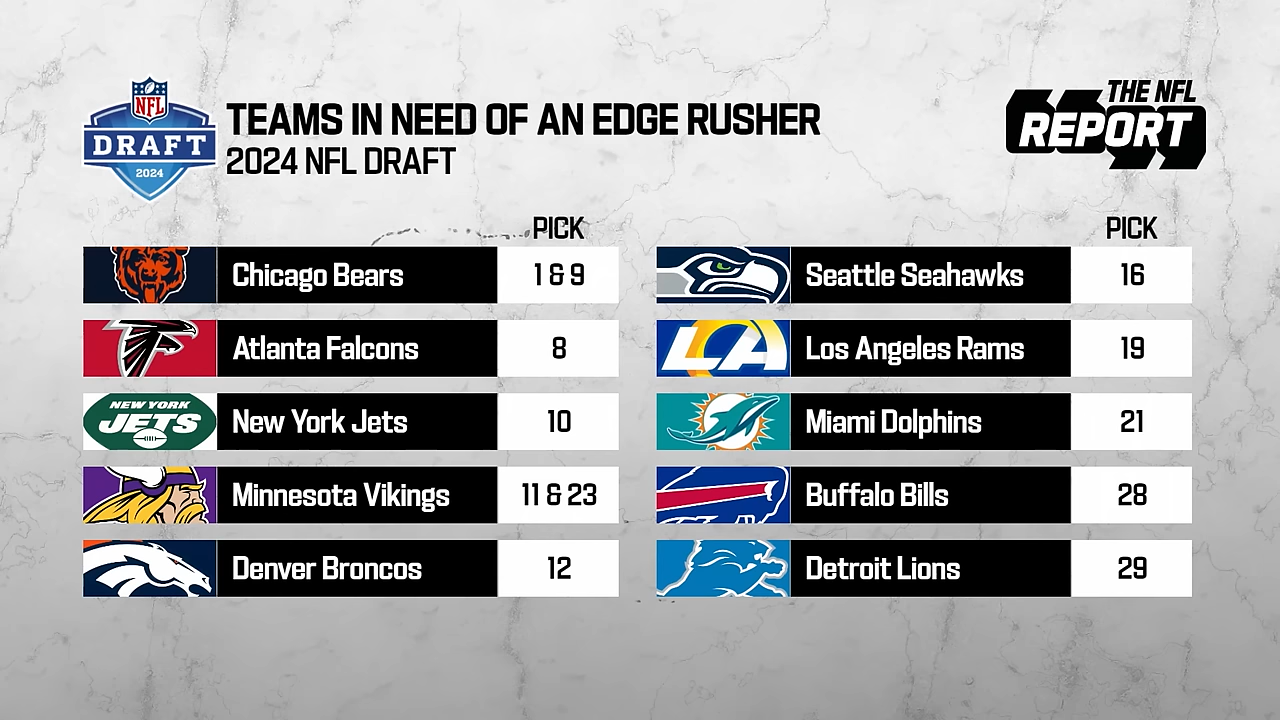 NFL
DRAFT
2024
TEAMS IN NEED OF AN EDGE RUSHER
2024 NFL DRAFT
THE NFL
REPORT
PICK
Chicago Bears 1 & 9
Atlanta Falcons 8
NEW YORK
JETS
New York Jets 10
Minnesota Vikings 11 & 23
Denver Broncos 12
PICK
Seattle Seahawks 16
LA
Los Angeles Rams 19
Miami Dolphins 21
Buffalo Bills 28
Detroit Lions 29